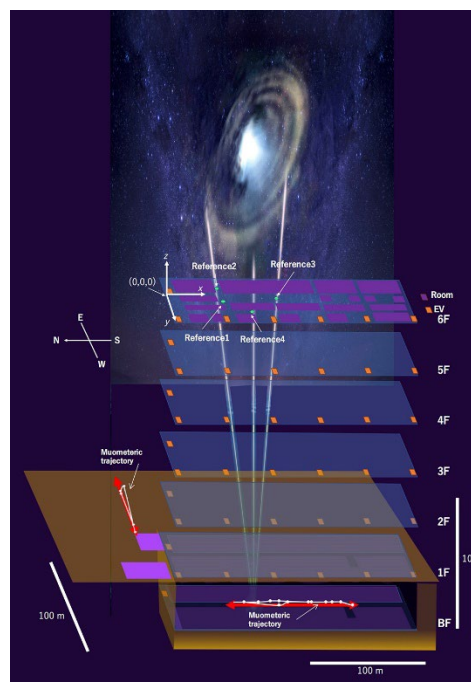 Reference2
Reference3
z
(0,0,0)
x
y
Room
EV
6F
Reference1
Reference4
E
N
S
W
5F
4F
3F
Muometric
trajectory
2F
1F
100 m
Muometric
trajectory
BF
100 m